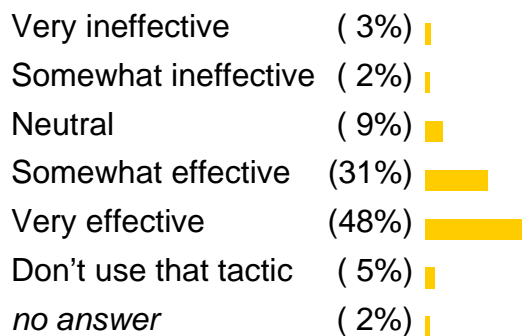 Very ineffective ( 3%)
Somewhat ineffective ( 2%)
Neutral ( 9%)
Somewhat effective (31%)
Very effective (48%)
Don’t use that tactic ( 5%)
no answer ( 2%)